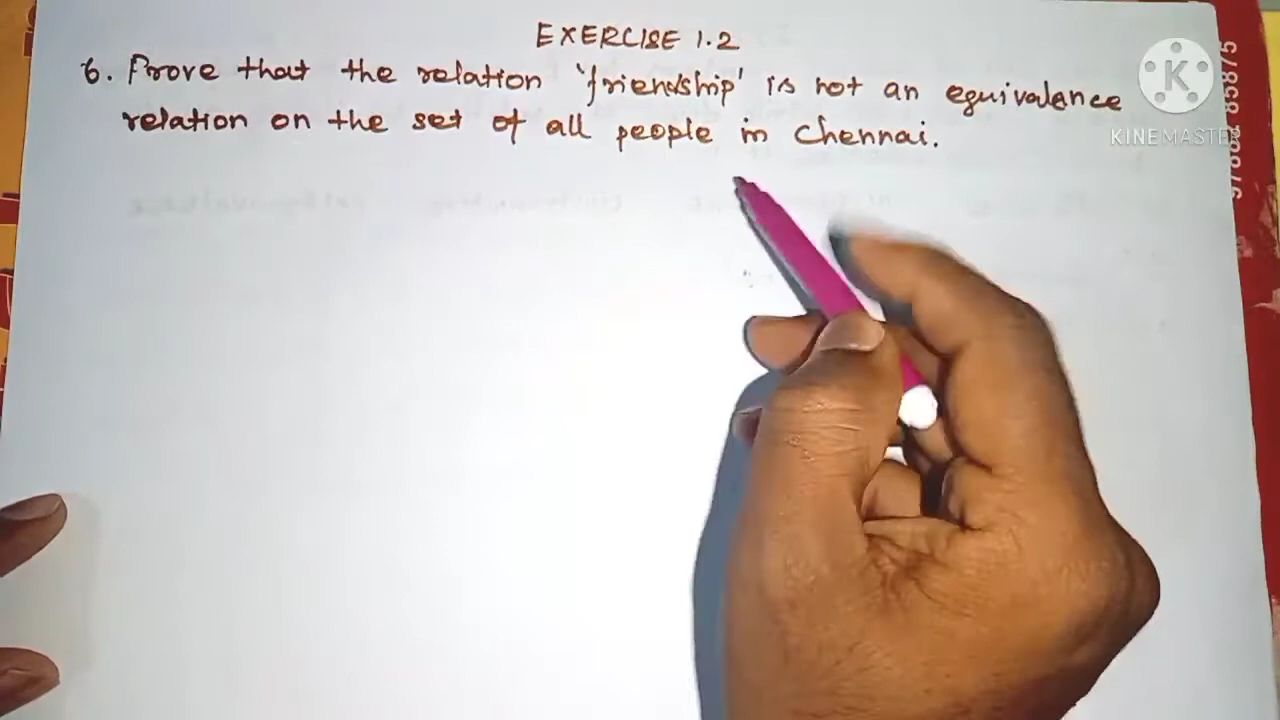 EXERCISE 1.2
6. Prove that the relation 'friendship' is not an equivalence
relation on the set of all people in Chennai.
K
KINEMASTER